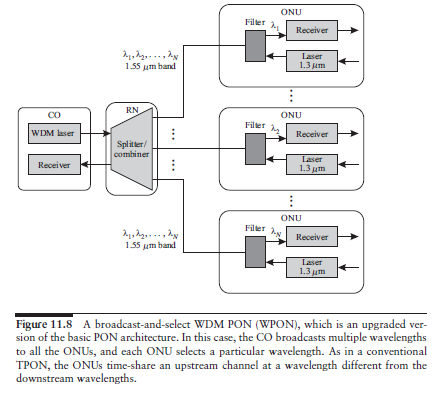 ONU
Filter λ1
Receiver
Laser
1.3 μm
λ1, λ2, . . . , λN
1.55 μm band
CO
RN
ONU
WDM laser
Receiver
Splitter/
combiner
Filter λ2
Receiver
Laser
1.3 μm
ONU
λ1, λ2, . . . , λN
1.55 μm band
Filter λN
Receiver
Laser
1.3 μm
Figure 11.8 A broadcast-and-select WDM PON (WPON), which is an upgraded ver-
sion of the basic PON architecture. In this case, the CO broadcasts multiple wavelengths
to all the ONUs, and each ONU selects a particular wavelength. As in a conventional
TPON, the ONUs time-share an upstream channel at a wavelength different from the
downstream wavelengths.